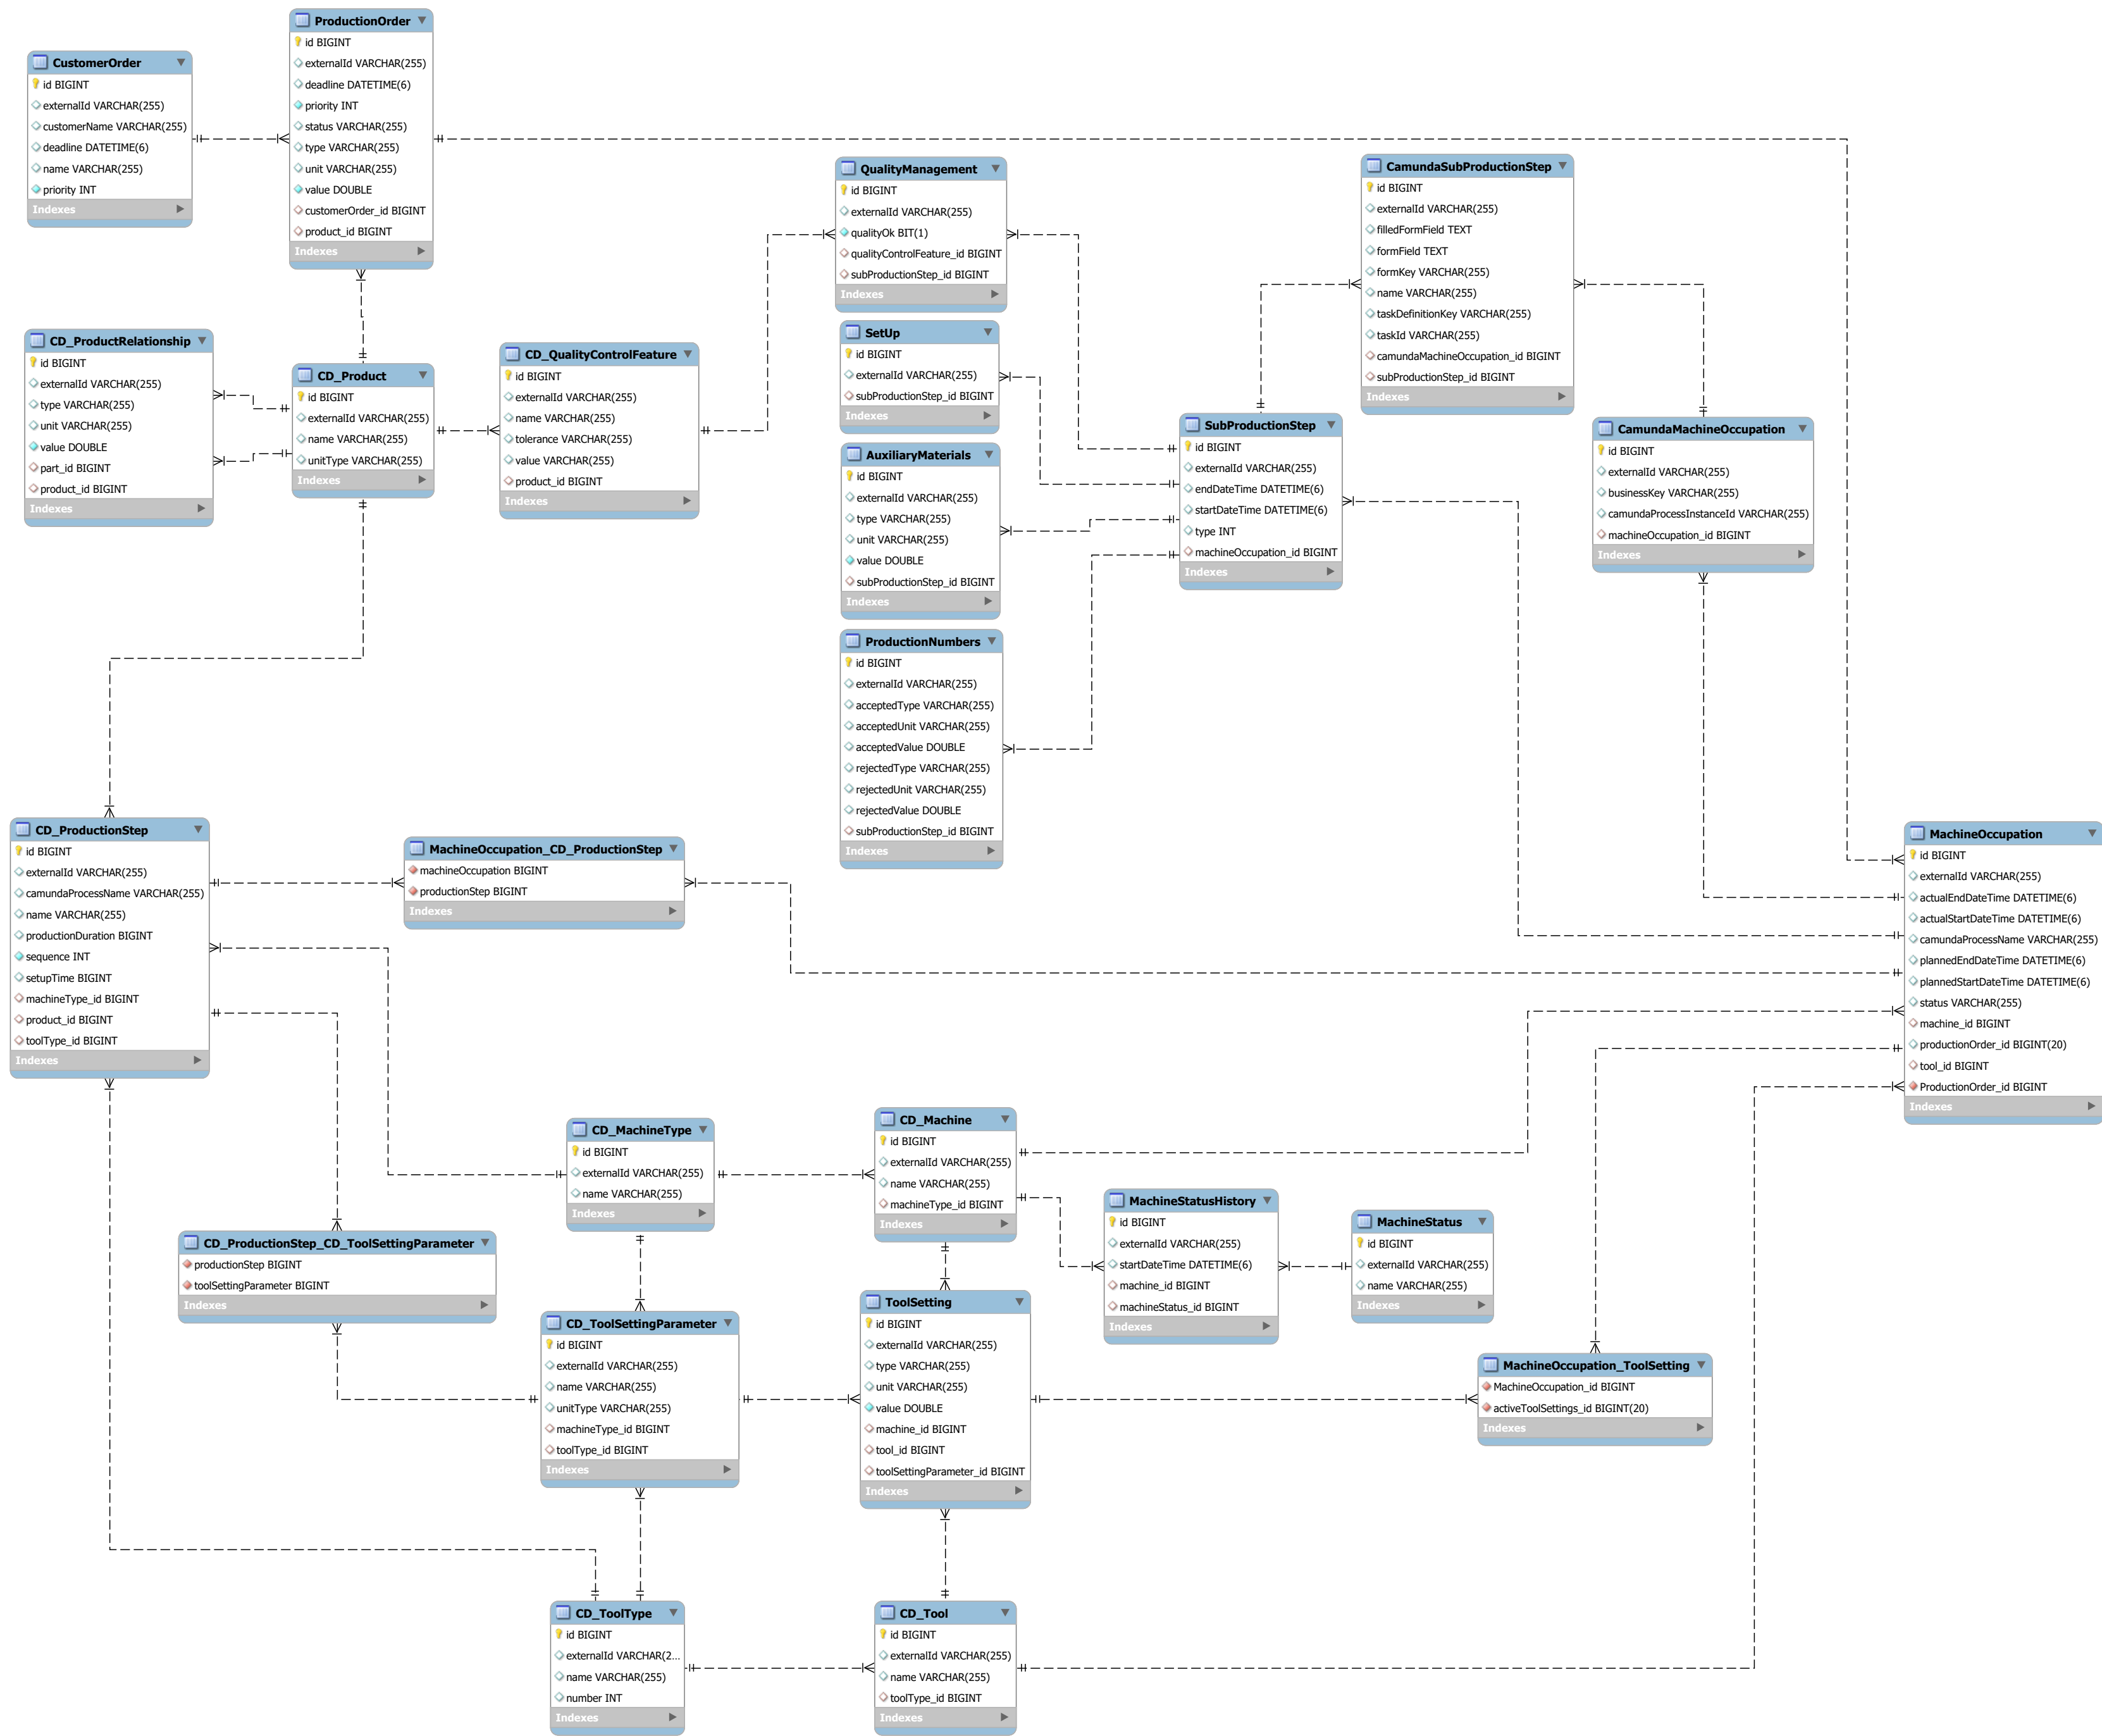 ProductionOrder
id BIGINT
externalId VARCHAR(255)
deadline DATETIME(6)
priority INT
status VARCHAR(255)
type VARCHAR(255)
unit VARCHAR(255)
value DOUBLE
customerOrder_id BIGINT
product_id BIGINT
Indexes
CustomerOrder
id BIGINT
externalId VARCHAR(255)
customerName VARCHAR(255)
deadline DATETIME(6)
name VARCHAR(255)
priority INT
Indexes
QualityManagement
id BIGINT
externalId VARCHAR(255)
qualityOk BIT(1)
qualityControlFeature_id BIGINT
subProductionStep_id BIGINT
Indexes
CamundaSubProductionStep
id BIGINT
externalId VARCHAR(255)
filledFormField TEXT
formField TEXT
formKey VARCHAR(255)
name VARCHAR(255)
taskDefinitionKey VARCHAR(255)
taskId VARCHAR(255)
camundaMachineOccupation_id BIGINT
subProductionStep_id BIGINT
Indexes
CD_ProductRelationship
id BIGINT
externalId VARCHAR(255)
type VARCHAR(255)
unit VARCHAR(255)
value DOUBLE
part_id BIGINT
product_id BIGINT
Indexes
CD_Product
id BIGINT
externalId VARCHAR(255)
name VARCHAR(255)
unitType VARCHAR(255)
Indexes
CD_QualityControlFeature
id BIGINT
externalId VARCHAR(255)
name VARCHAR(255)
tolerance VARCHAR(255)
value VARCHAR(255)
product_id BIGINT
Indexes
SetUp
id BIGINT
externalId VARCHAR(255)
subProductionStep_id BIGINT
Indexes
AuxiliaryMaterials
id BIGINT
externalId VARCHAR(255)
type VARCHAR(255)
unit VARCHAR(255)
value DOUBLE
subProductionStep_id BIGINT
Indexes
SubProductionStep
id BIGINT
externalId VARCHAR(255)
endDateTime DATETIME(6)
startDateTime DATETIME(6)
type INT
machineOccupation_id BIGINT
Indexes
CamundaMachineOccupation
id BIGINT
externalId VARCHAR(255)
businessKey VARCHAR(255)
camundaProcessInstanceId VARCHAR(255)
machineOccupation_id BIGINT
Indexes
ProductionNumbers
id BIGINT
externalId VARCHAR(255)
acceptedType VARCHAR(255)
acceptedUnit VARCHAR(255)
acceptedValue DOUBLE
rejectedType VARCHAR(255)
rejectedUnit VARCHAR(255)
rejectedValue DOUBLE
subProductionStep_id BIGINT
Indexes
CD_ProductionStep
id BIGINT
externalId VARCHAR(255)
camundaProcessName VARCHAR(255)
name VARCHAR(255)
productionDuration BIGINT
sequence INT
setupTime BIGINT
machineType_id BIGINT
product_id BIGINT
toolType_id BIGINT
Indexes
MachineOccupation_CD_ProductionStep
machineOccupation BIGINT
productionStep BIGINT
Indexes
MachineOccupation
id BIGINT
externalId VARCHAR(255)
actualEndDateTime DATETIME(6)
actualStartDateTime DATETIME(6)
camundaProcessName VARCHAR(255)
plannedEndDateTime DATETIME(6)
plannedStartDateTime DATETIME(6)
status VARCHAR(255)
machine_id BIGINT
productionOrder_id BIGINT(20)
tool_id BIGINT
ProductionOrder_id BIGINT
Indexes
CD_MachineType
id BIGINT
externalId VARCHAR(255)
name VARCHAR(255)
Indexes
CD_Machine
id BIGINT
externalId VARCHAR(255)
name VARCHAR(255)
machineType_id BIGINT
Indexes
MachineStatusHistory
id BIGINT
externalId VARCHAR(255)
startDateTime DATETIME(6)
machine_id BIGINT
machineStatus_id BIGINT
Indexes
MachineStatus
id BIGINT
externalId VARCHAR(255)
name VARCHAR(255)
Indexes
CD_ProductionStep_CD_ToolSettingParameter
productionStep BIGINT
toolSettingParameter BIGINT
Indexes
CD_ToolSettingParameter
id BIGINT
externalId VARCHAR(255)
name VARCHAR(255)
unitType VARCHAR(255)
machineType_id BIGINT
toolType_id BIGINT
Indexes
ToolSetting
id BIGINT
externalId VARCHAR(255)
type VARCHAR(255)
unit VARCHAR(255)
value DOUBLE
machine_id BIGINT
tool_id BIGINT
toolSettingParameter_id BIGINT
Indexes
MachineOccupation_ToolSetting
MachineOccupation_id BIGINT
activeToolSettings_id BIGINT(20)
Indexes
CD_ToolType
id BIGINT
externalId VARCHAR(2...
name VARCHAR(255)
number INT
Indexes
CD_Tool
id BIGINT
externalId VARCHAR(255)
name VARCHAR(255)
toolType_id BIGINT
Indexes